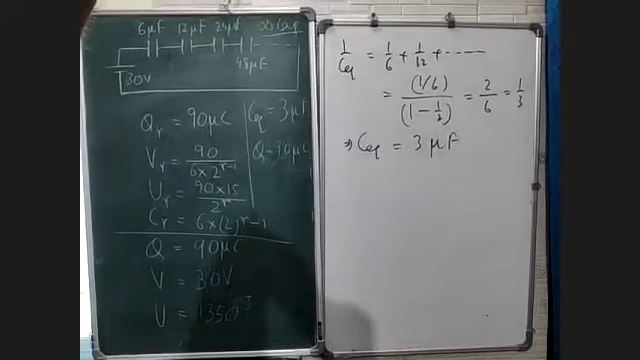 6μF 12μF 24μF ∞ Ceq
48μF
30V
Qr = 90μC
Vr = 90 / 6×2^(r-1)
Ur = 90×15 / 2^r
Cr = 6×(2)^(r-1)
Ceq = 3μF
Q = 90μC
Q = 90μC
V = 30V
U = 1350 J
1/Ceq = 1/6 + 1/12 + -----
= (1/6) / (1 - 1/2) = 2/6 = 1/3
⇒ Ceq = 3 μF